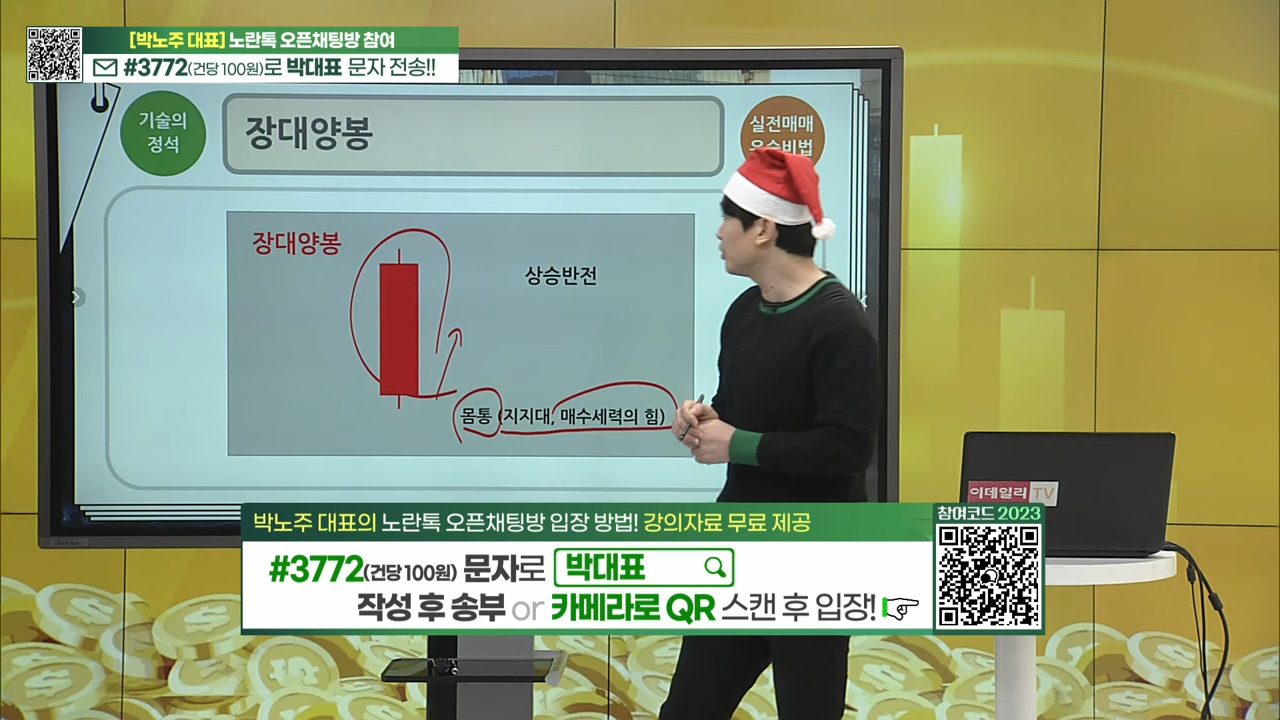 [박노주 대표] 노란톡 오픈채팅방 참여
#3772(건당 100원)로 박대표 문자 전송!!
기술의
정석
장대양봉
실전매매
장대양봉
상승반전
몸통 (지지대, 매수세력의 힘)
이데일리 TV
박노주 대표의 노란톡 오픈채팅방 입장 방법! 강의자료 무료 제공
참여코드 2023
#3772(건당 100원) 문자로 박대표
작성 후 송부 or 카메라로 QR 스캔 후 입장!